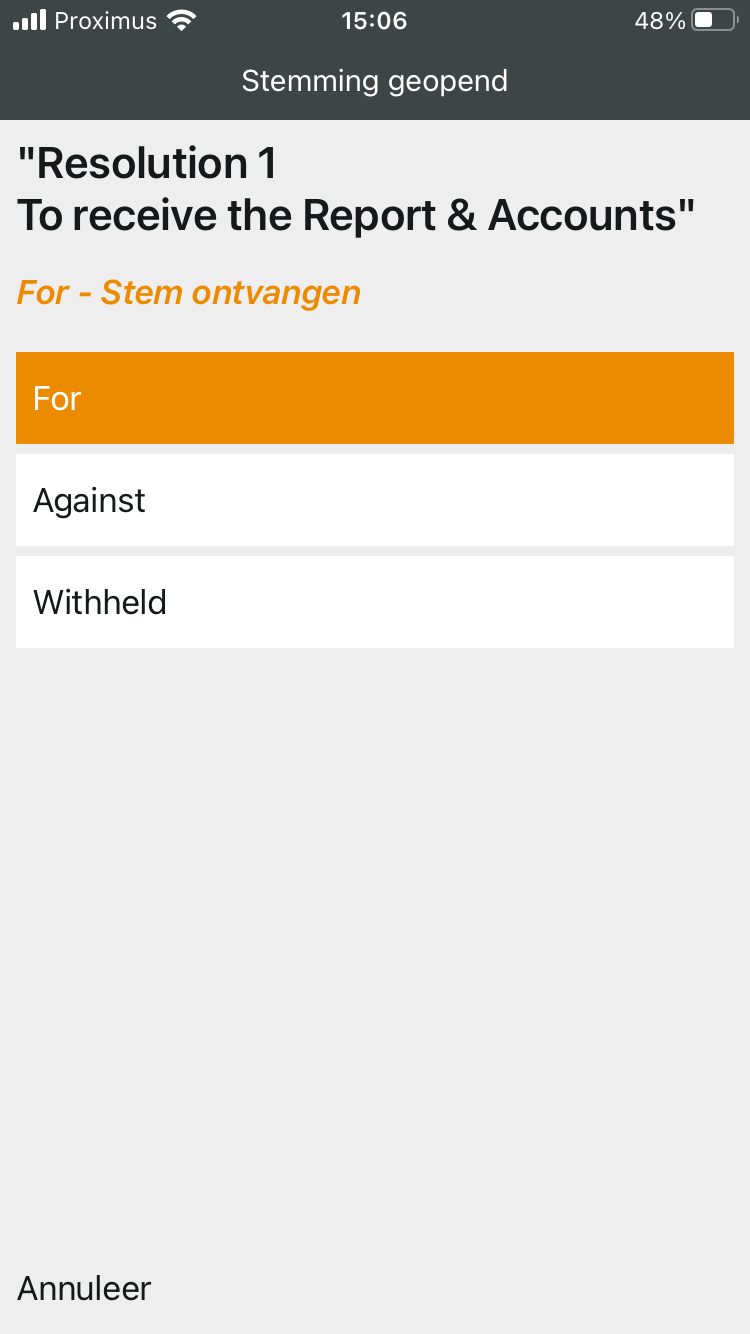 Proximus 15:06 48%
Stemming geopend
"Resolution 1
To receive the Report & Accounts"
For - Stem ontvangen
For
Against
Withheld
Annuleer